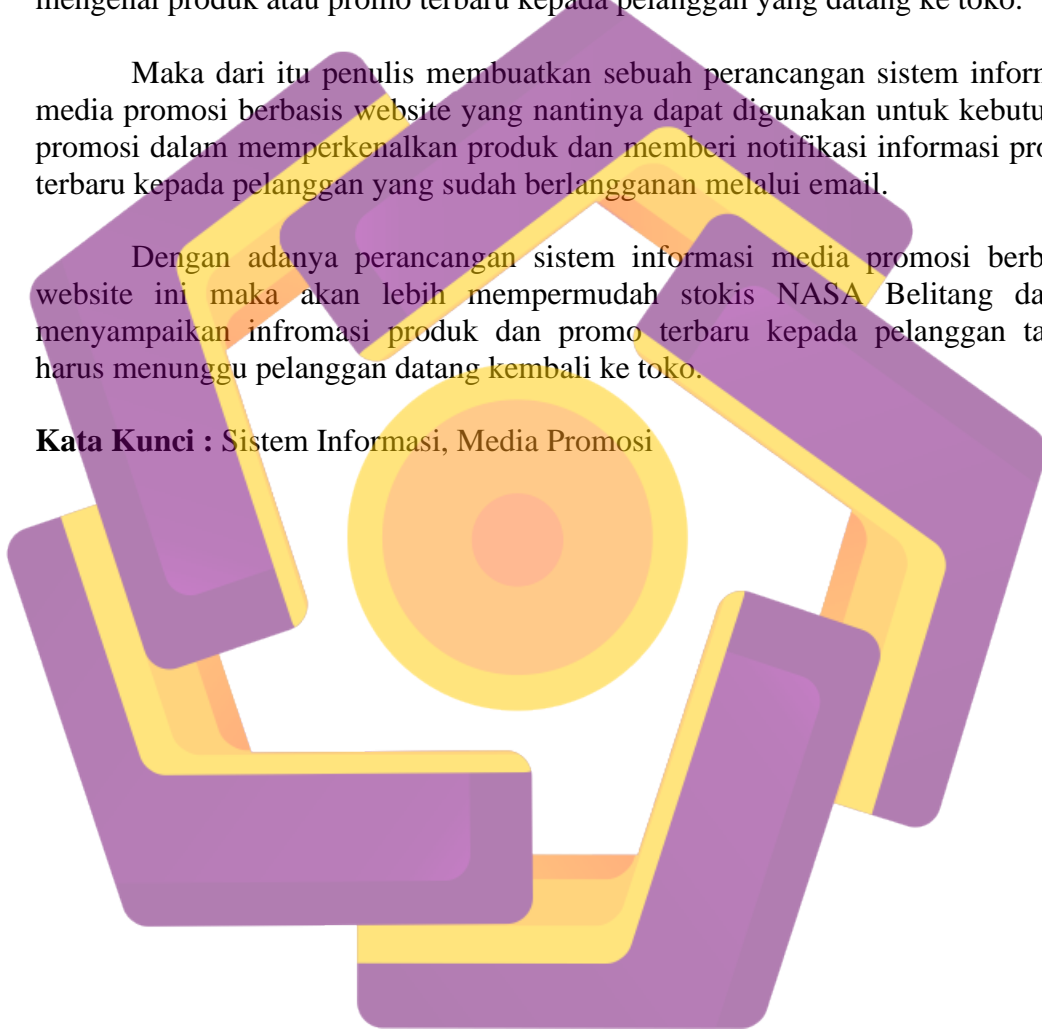 mengenai produk atau promo terbaru kepada pelanggan yang datang ke toko.
Maka dari itu penulis membuatkan sebuah perancangan sistem inform
media promosi berbasis website yang nantinya dapat digunakan untuk kebutu
promosi dalam memperkenalkan produk dan memberi notifikasi informasi pro
terbaru kepada pelanggan yang sudah berlangganan melalui email.
Dengan adanya perancangan sistem informasi media promosi berb
website ini maka akan lebih mempermudah stokis NASA Belitang da
menyampaikan infromasi produk dan promo terbaru kepada pelanggan ta
harus menunggu pelanggan datang kembali ke toko.
Kata Kunci : Sistem Informasi, Media Promosi